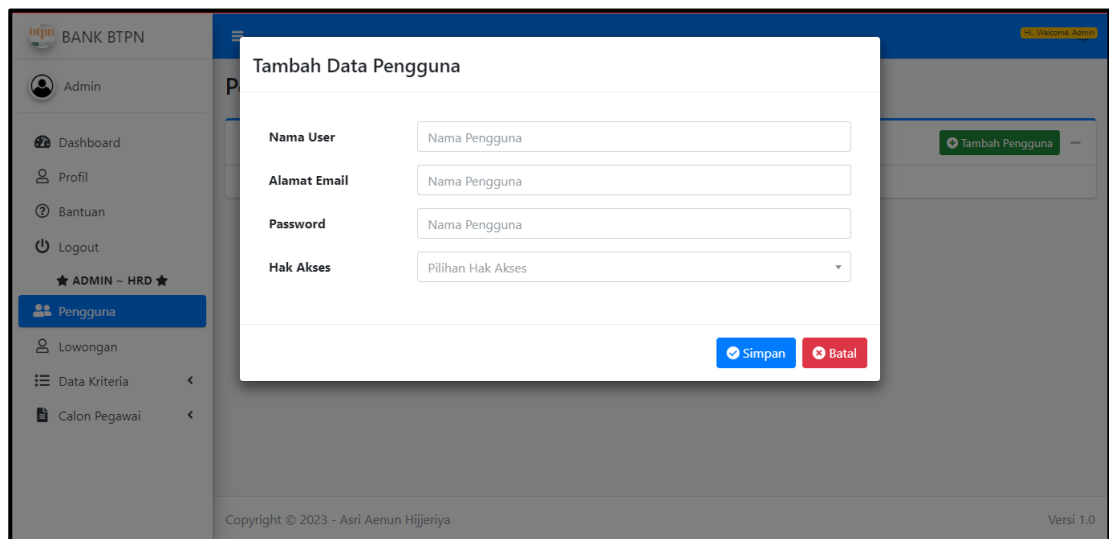 btpn BANK BTPN
Hi.. Welcome, Admin
Admin
Dashboard
Profil
Bantuan
Logout
ADMIN ~ HRD
Pengguna
Lowongan
Data Kriteria
Calon Pegawai
Tambah Pengguna
Tambah Data Pengguna
Nama User
Nama Pengguna
Alamat Email
Nama Pengguna
Password
Nama Pengguna
Hak Akses
Pilihan Hak Akses
Simpan
Batal
Copyright © 2023 - Asri Aenun Hijjeriya
Versi 1.0